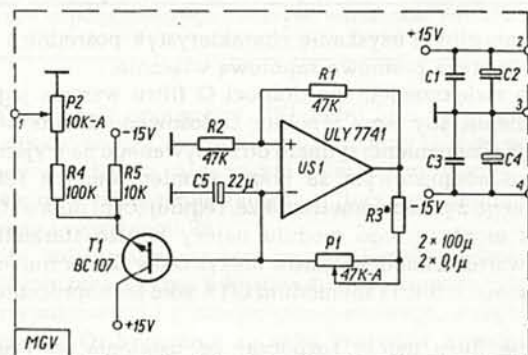 +15V
2
R1
47K
C1
C2
1
P2
10K-A
-15V
R2
47K
+
ULY 7741
US1
-
3
R4
100K
R5
10K
C5
22µ
C3
C4
R3*
-15V
4
T1
BC107
P1
47K-A
2×100µ
2×0,1µ
+15V
MGV